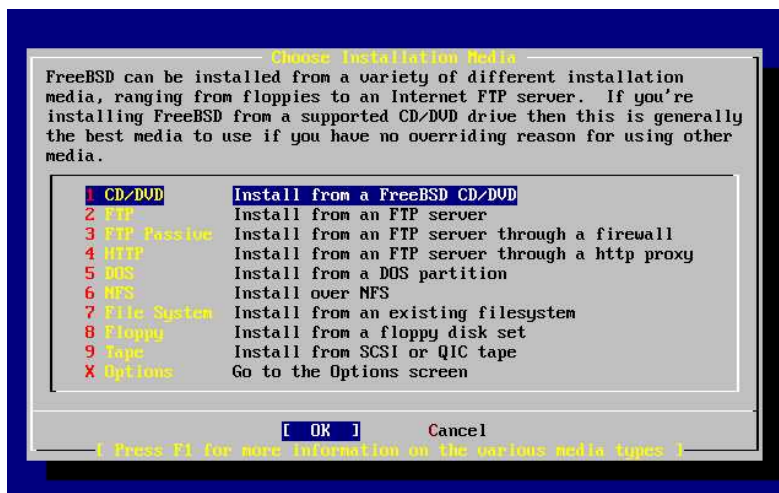 Choose Installation Media
FreeBSD can be installed from a variety of different installation
media, ranging from floppies to an Internet FTP server.  If you're
installing FreeBSD from a supported CD/DVD drive then this is generally
the best media to use if you have no overriding reason for using other
media.
1 CD/DVD Install from a FreeBSD CD/DVD
2 FTP Install from an FTP server
3 FTP Passive Install from an FTP server through a firewall
4 HTTP Install from an FTP server through a http proxy
5 DOS Install from a DOS partition
6 NFS Install over NFS
7 File System Install from an existing filesystem
8 Floppy Install from a floppy disk set
9 Tape Install from SCSI or QIC tape
X Options Go to the Options screen
[ OK ] Cancel
[ Press F1 for more information on the various media types ]